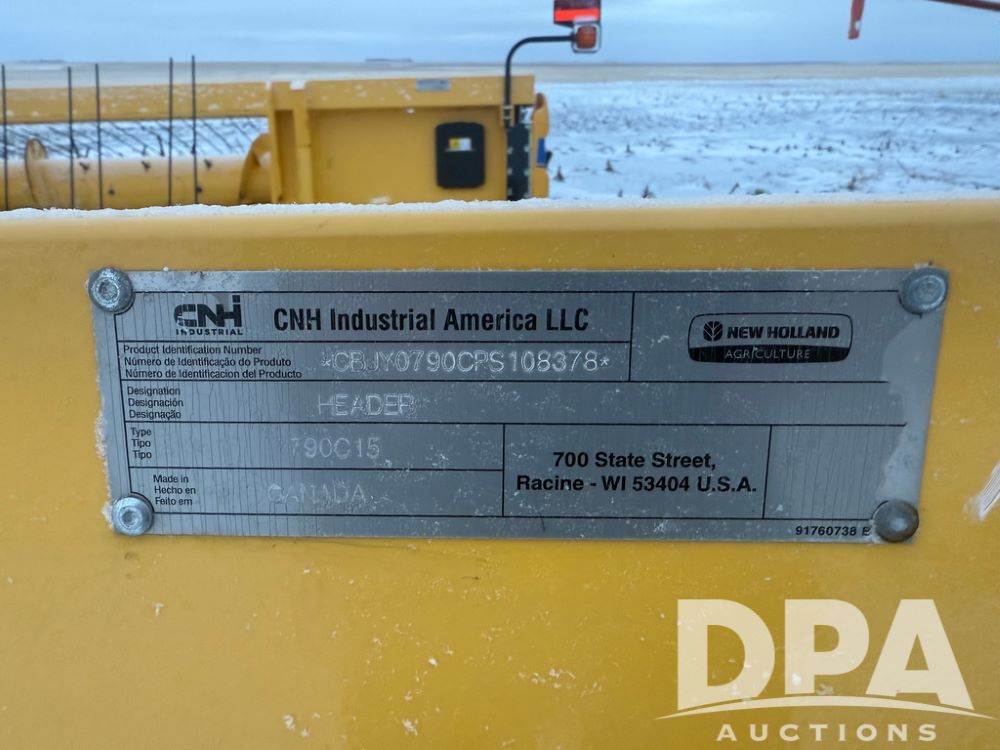 CNH
INDUSTRIAL
CNH Industrial America LLC
NEW HOLLAND
AGRICULTURE
Product Identification Number
Número de Identificação do Produto
Número de Identificacion del Producto
*CBJY0790CPS108378*
Designation
Designación
Designação
HEADER
Type
Tipo
Tipo
790C15
700 State Street,
Racine - WI 53404 U.S.A.
Made in
Hecho en
Feito em
CANADA
91760738 E
DPA
AUCTIONS